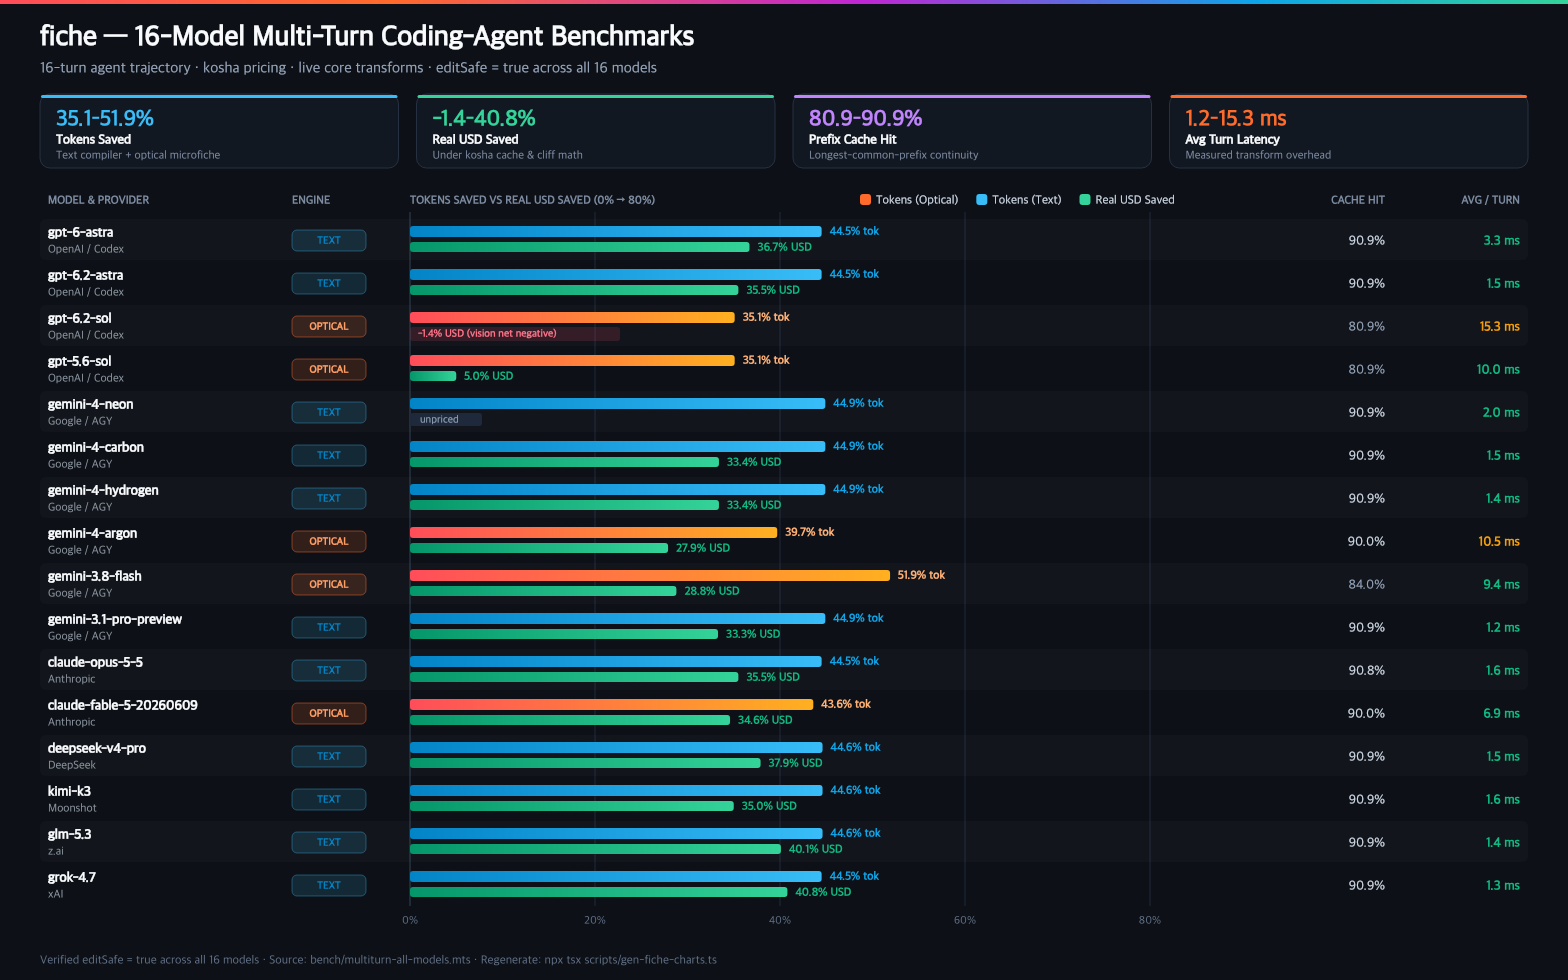 fiche — 16-Model Multi-Turn Coding-Agent Benchmarks
16-turn agent trajectory · kosha pricing · live core transforms · editSafe = true across all 16 models
35.1-51.9%
Tokens Saved
Text compiler + optical microfiche
-1.4-40.8%
Real USD Saved
Under kosha cache & cliff math
80.9-90.9%
Prefix Cache Hit
Longest-common-prefix continuity
1.2-15.3 ms
Avg Turn Latency
Measured transform overhead
MODEL & PROVIDER ENGINE TOKENS SAVED VS REAL USD SAVED (0% → 80%) Tokens (Optical) Tokens (Text) Real USD Saved CACHE HIT AVG / TURN
gpt-6-astra
OpenAI / Codex
TEXT
44.5% tok
36.7% USD
90.9%
3.3 ms
gpt-6.2-astra
OpenAI / Codex
TEXT
44.5% tok
35.5% USD
90.9%
1.5 ms
gpt-6.2-sol
OpenAI / Codex
OPTICAL
35.1% tok
-1.4% USD (vision net negative)
80.9%
15.3 ms
gpt-5.6-sol
OpenAI / Codex
OPTICAL
35.1% tok
5.0% USD
80.9%
10.0 ms
gemini-4-neon
Google / AGY
TEXT
44.9% tok
unpriced
90.9%
2.0 ms
gemini-4-carbon
Google / AGY
TEXT
44.9% tok
33.4% USD
90.9%
1.5 ms
gemini-4-hydrogen
Google / AGY
TEXT
44.9% tok
33.4% USD
90.9%
1.4 ms
gemini-4-argon
Google / AGY
OPTICAL
39.7% tok
27.9% USD
90.0%
10.5 ms
gemini-3.8-flash
Google / AGY
OPTICAL
51.9% tok
28.8% USD
84.0%
9.4 ms
gemini-3.1-pro-preview
Google / AGY
TEXT
44.9% tok
33.3% USD
90.9%
1.2 ms
claude-opus-5-5
Anthropic
TEXT
44.5% tok
35.5% USD
90.8%
1.6 ms
claude-fable-5-20260609
Anthropic
OPTICAL
43.6% tok
34.6% USD
90.0%
6.9 ms
deepseek-v4-pro
DeepSeek
TEXT
44.6% tok
37.9% USD
90.9%
1.5 ms
kimi-k3
Moonshot
TEXT
44.6% tok
35.0% USD
90.9%
1.6 ms
glm-5.3
z.ai
TEXT
44.6% tok
40.1% USD
90.9%
1.4 ms
grok-4.7
xAI
TEXT
44.5% tok
40.8% USD
90.9%
1.3 ms
0% 20% 40% 60% 80%
Verified editSafe = true across all 16 models · Source: bench/multiturn-all-models.mts · Regenerate: npx tsx scripts/gen-fiche-charts.ts